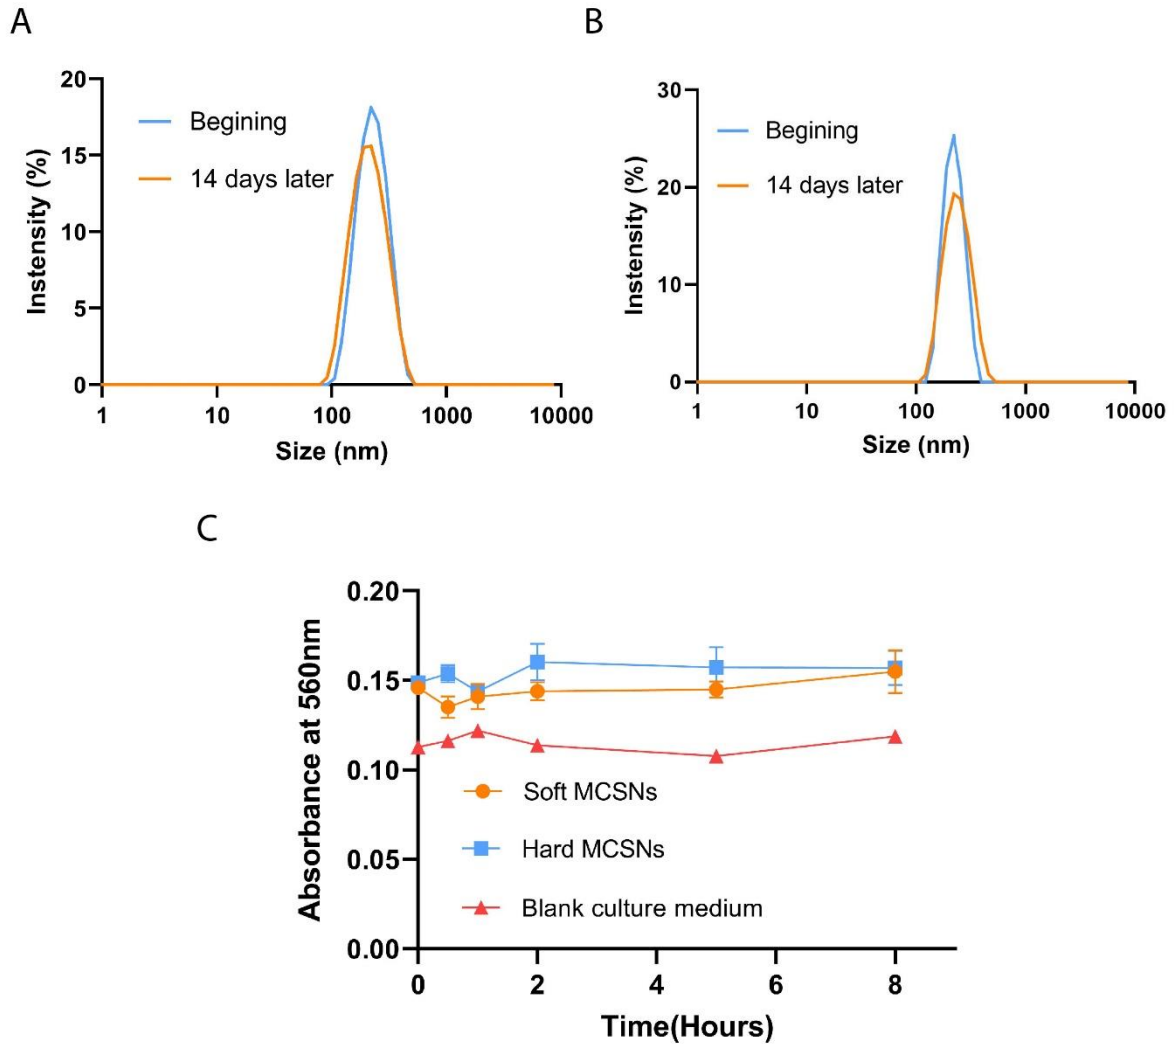 A
20
15
10
5
0
Instensity (%)
Begining
14 days later
1 10 100 1000 10000
Size (nm)
B
30
20
10
0
Instensity (%)
Begining
14 days later
1 10 100 1000 10000
Size (nm)
C
0.20
0.15
0.10
0.05
0.00
Absorbance at 560nm
Soft MCSNs
Hard MCSNs
Blank culture medium
0 2 4 6 8
Time(Hours)